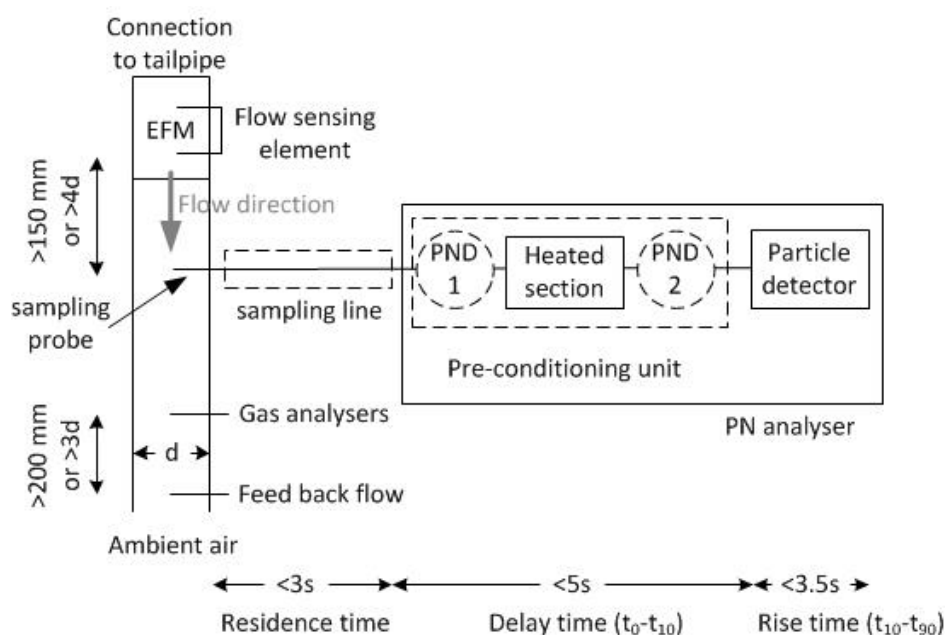 Connection
to tailpipe
EFM
Flow sensing
element
>150 mm
or >4d
Flow direction
PND
1
Heated
section
PND
2
Particle
detector
sampling
probe
sampling line
Pre-conditioning unit
PN analyser
Gas analysers
>200 mm
or >3d
d
Feed back flow
Ambient air
<3s
<5s
<3.5s
Residence time
Delay time (t₀-t₁₀)
Rise time (t₁₀-t₉₀)